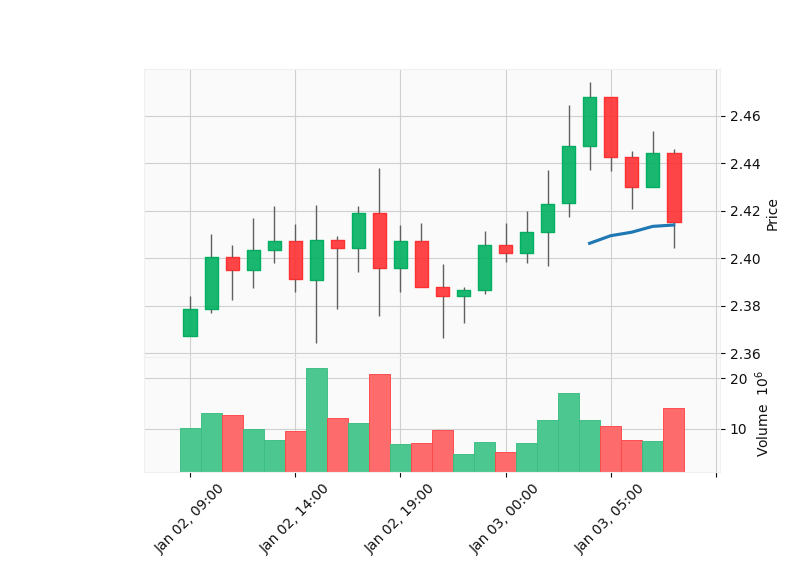 2.46
2.44
2.42
2.40
2.38
2.36
Price
20
10
Volume 10^6
Jan 02, 09:00
Jan 02, 14:00
Jan 02, 19:00
Jan 03, 00:00
Jan 03, 05:00